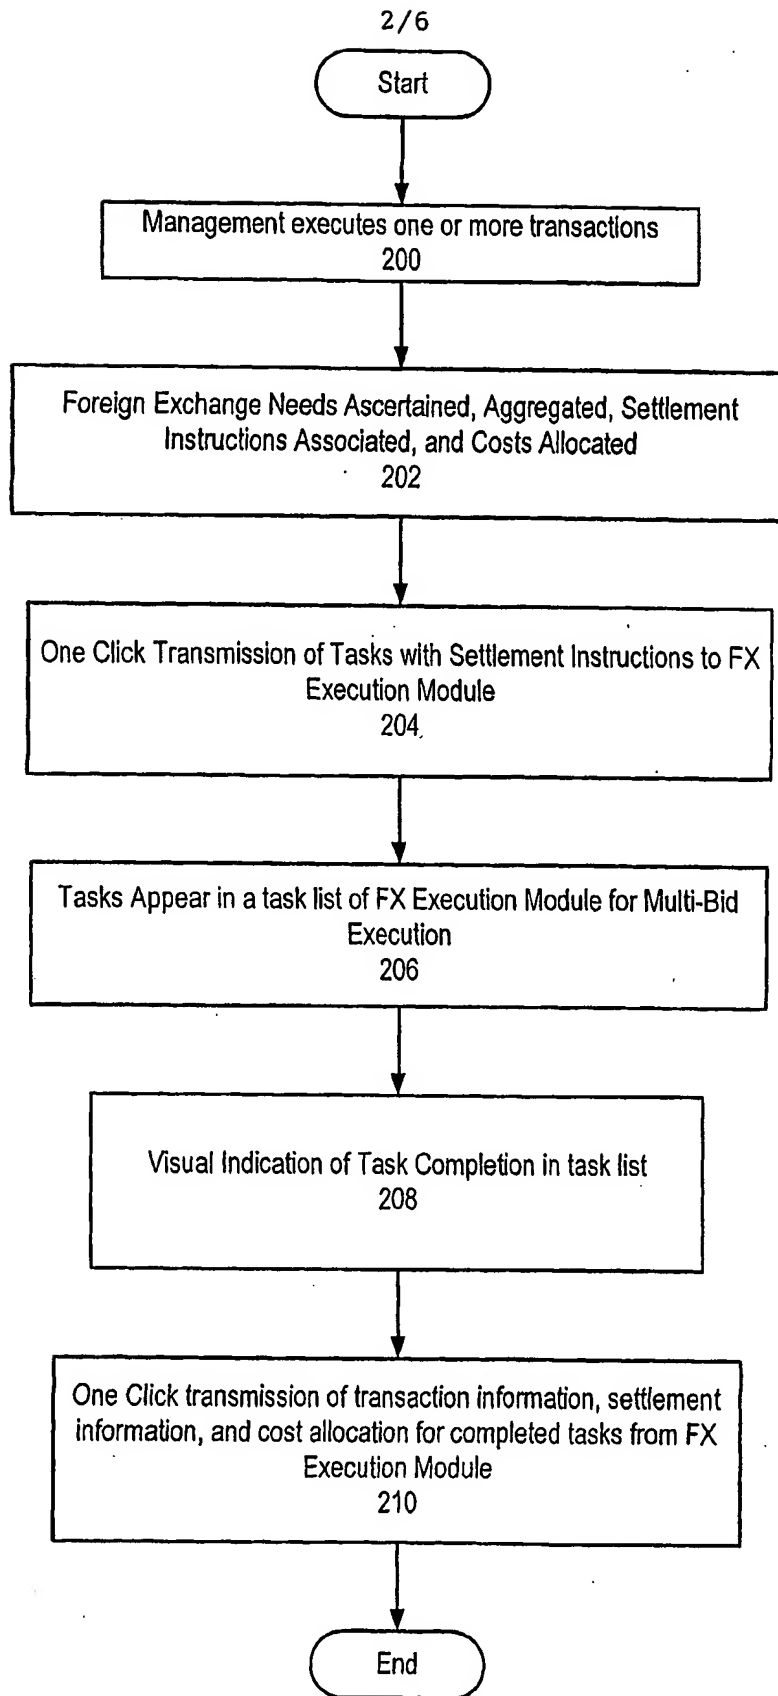 2/6
Start
Management executes one or more transactions
200
Foreign Exchange Needs Ascertained, Aggregated, Settlement
Instructions Associated, and Costs Allocated
202
One Click Transmission of Tasks with Settlement Instructions to FX
Execution Module
204
Tasks Appear in a task list of FX Execution Module for Multi-Bid
Execution
206
Visual Indication of Task Completion in task list
208
One Click transmission of transaction information, settlement
information, and cost allocation for completed tasks from FX
Execution Module
210
End